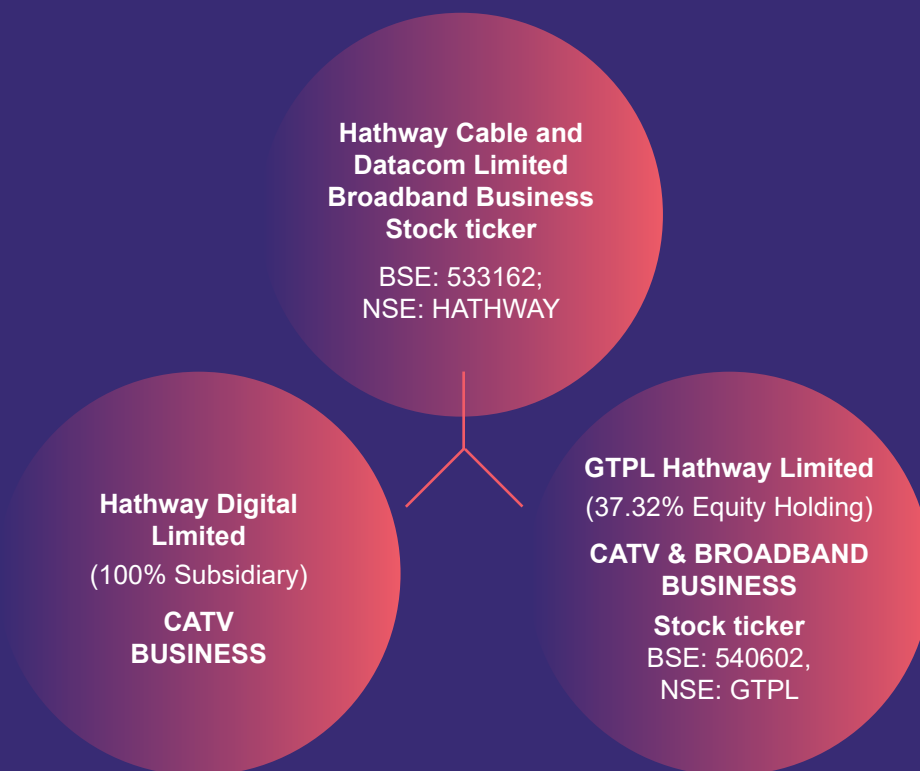 Hathway Cable and
Datacom Limited
Broadband Business
Stock ticker
BSE: 533162;
NSE: HATHWAY
Hathway Digital
Limited
(100% Subsidiary)
CATV
BUSINESS
GTPL Hathway Limited
(37.32% Equity Holding)
CATV & BROADBAND
BUSINESS
Stock ticker
BSE: 540602,
NSE: GTPL